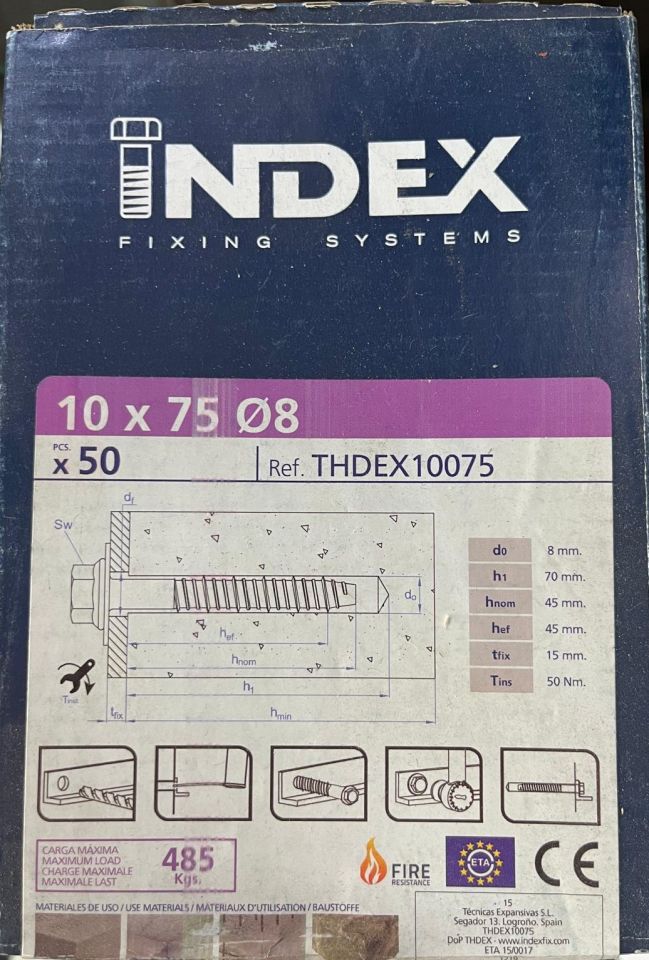 INDEX
FIXING SYSTEMS
10 x 75 Ø8
PCS.
x 50
Ref. THDEX10075
df
Sw
do
hef
hnom
h1
Tinst
tfix
hmin
d0 8 mm.
h1 70 mm.
hnom 45 mm.
hef 45 mm.
tfix 15 mm.
Tins 50 Nm.
CARGA MÁXIMA
MAXIMUM LOAD
CHARGE MAXIMALE
MAXIMALE LAST
485
Kgs.
FIRE
RESISTANCE
ETA
CE
MATERIALES DE USO / USE MATERIALS / MATERIAUX D'UTILISATION / BAUSTOFFE
15
Técnicas Expansivas S.L.
Segador 13. Logroño. Spain
THDEX10075
DoP THDEX - www.indexfix.com
ETA 15/0017